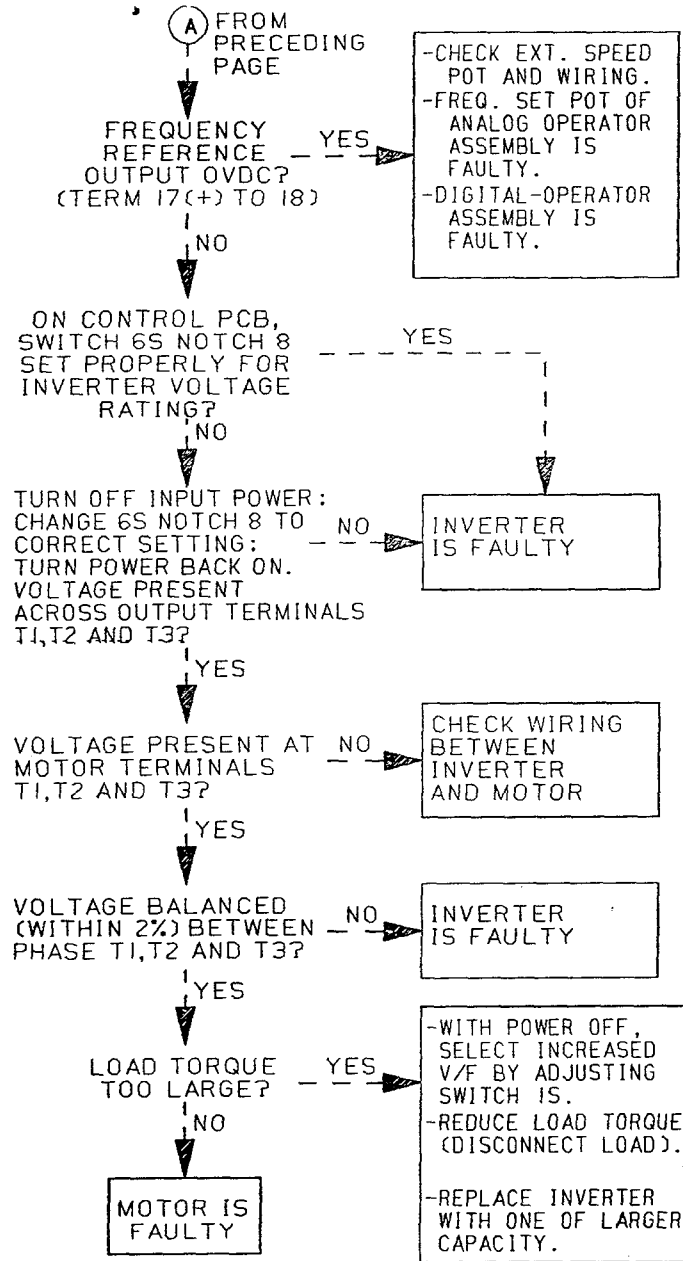 A FROM
PRECEDING
PAGE
FREQUENCY
REFERENCE
OUTPUT 0VDC?
(TERM 17(+) TO 18)
YES
-CHECK EXT. SPEED
POT AND WIRING.
-FREQ. SET POT OF
ANALOG OPERATOR
ASSEMBLY IS
FAULTY.
-DIGITAL-OPERATOR
ASSEMBLY IS
FAULTY.
NO
ON CONTROL PCB,
SWITCH 6S NOTCH 8
SET PROPERLY FOR
INVERTER VOLTAGE
RATING?
YES
NO
TURN OFF INPUT POWER:
CHANGE 6S NOTCH 8 TO
CORRECT SETTING:
TURN POWER BACK ON.
VOLTAGE PRESENT
ACROSS OUTPUT TERMINALS
T1,T2 AND T3?
NO
INVERTER
IS FAULTY
YES
VOLTAGE PRESENT AT
MOTOR TERMINALS
T1,T2 AND T3?
NO
CHECK WIRING
BETWEEN
INVERTER
AND MOTOR
YES
VOLTAGE BALANCED
(WITHIN 2%) BETWEEN
PHASE T1,T2 AND T3?
NO
INVERTER
IS FAULTY
YES
LOAD TORQUE
TOO LARGE?
YES
-WITH POWER OFF,
SELECT INCREASED
V/F BY ADJUSTING
SWITCH 1S.
-REDUCE LOAD TORQUE
(DISCONNECT LOAD).
-REPLACE INVERTER
WITH ONE OF LARGER
CAPACITY.
NO
MOTOR IS
FAULTY